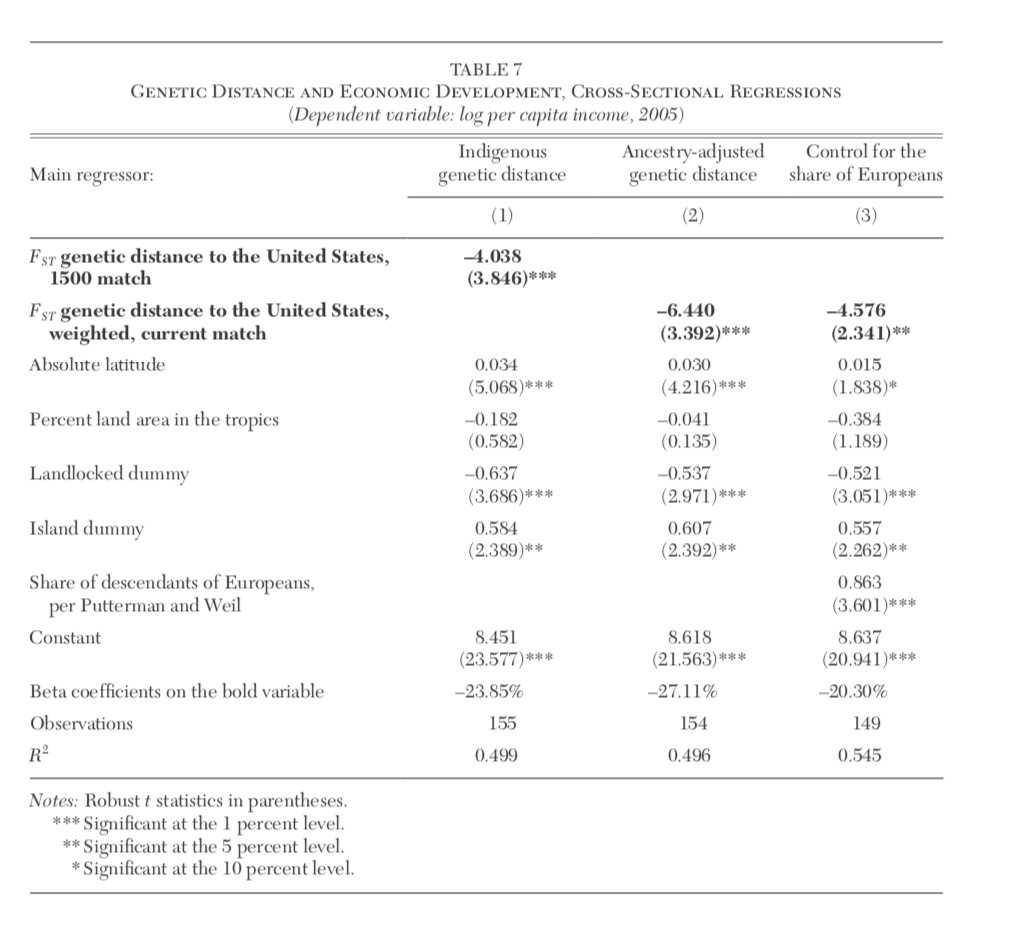 TABLE 7
Genetic Distance and Economic Development, Cross-Sectional Regressions
(Dependent variable: log per capita income, 2005)
Main regressor:
Indigenous genetic distance
Ancestry-adjusted genetic distance
Control for the share of Europeans
(1) (2) (3)
F_ST genetic distance to the United States, –4.038
1500 match (3.846)***
F_ST genetic distance to the United States, –6.440 –4.576
weighted, current match (3.392)*** (2.341)**
Absolute latitude 0.034 0.030 0.015
(5.068)*** (4.216)*** (1.838)*
Percent land area in the tropics –0.182 –0.041 –0.384
(0.582) (0.135) (1.189)
Landlocked dummy –0.637 –0.537 –0.521
(3.686)*** (2.971)*** (3.051)***
Island dummy 0.584 0.607 0.557
(2.389)** (2.392)** (2.262)**
Share of descendants of Europeans, 0.863
per Putterman and Weil (3.601)***
Constant 8.451 8.618 8.637
(23.577)*** (21.563)*** (20.941)***
Beta coefficients on the bold variable –23.85% –27.11% –20.30%
Observations 155 154 149
R² 0.499 0.496 0.545
Notes: Robust t statistics in parentheses.
*** Significant at the 1 percent level.
** Significant at the 5 percent level.
* Significant at the 10 percent level.